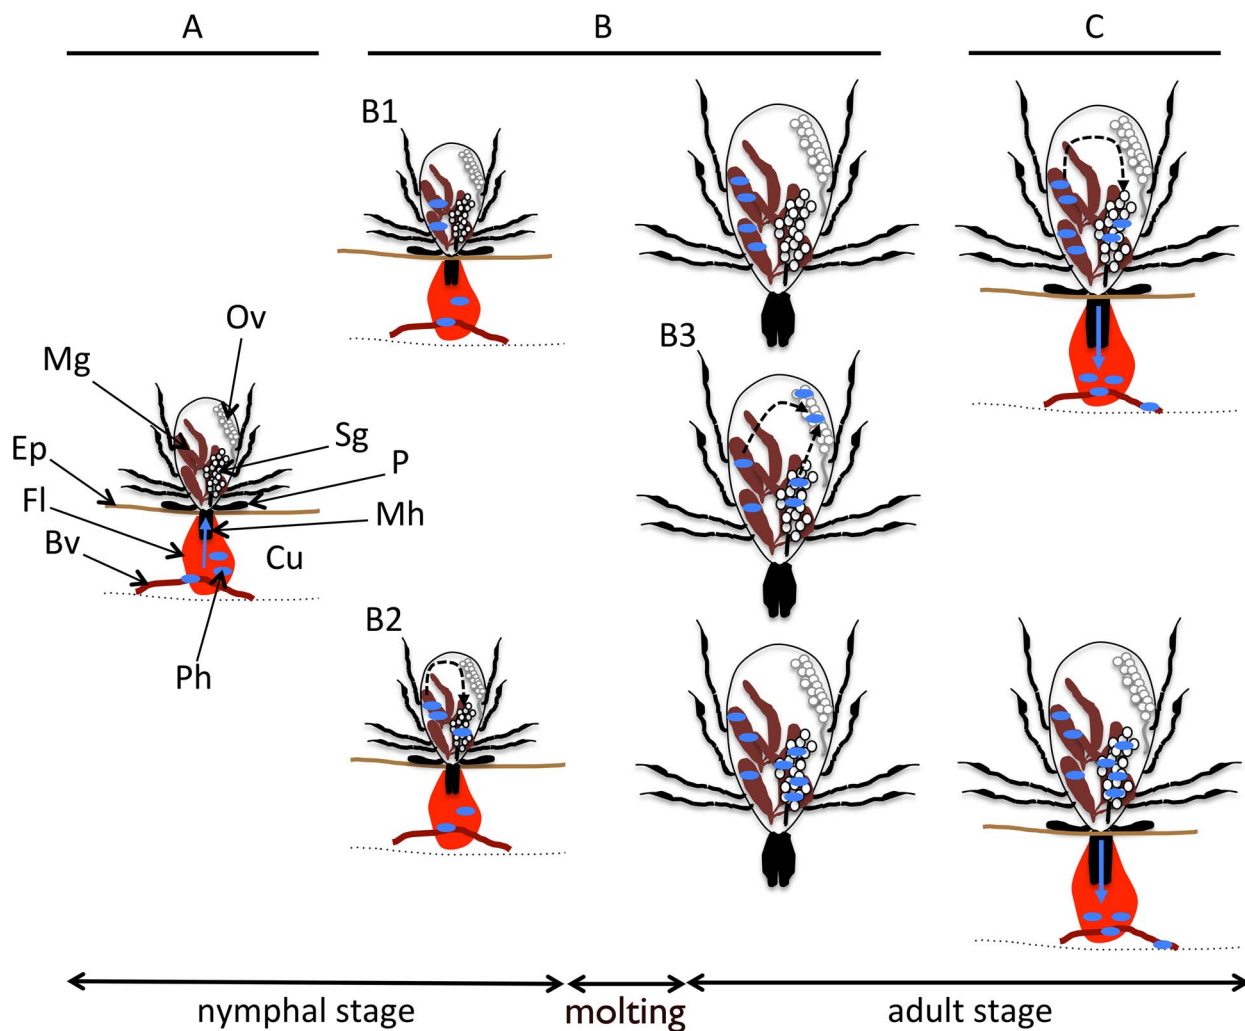 A
B
C
B1
B3
Ov
Mg
Sg
Ep
P
Fl
Mh
Bv
Cu
B2
Ph
nymphal stage
molting
adult stage